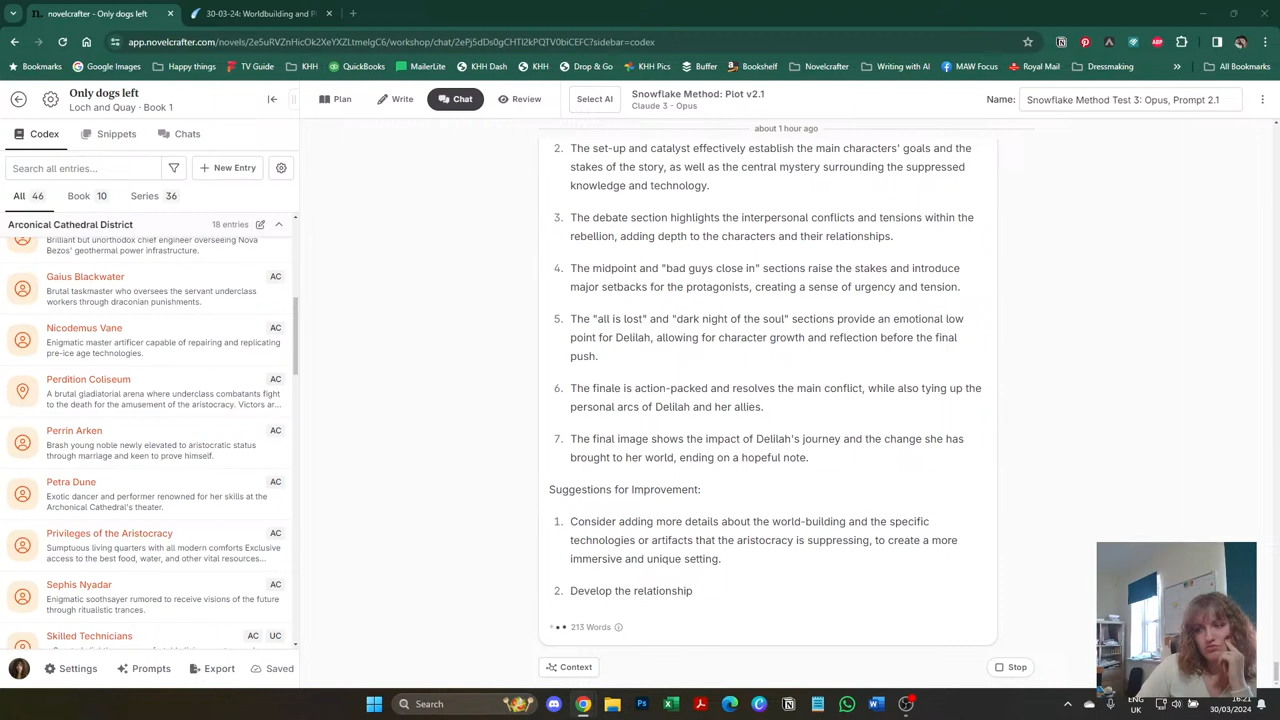 novelcrafter - Only dogs left
30-03-24: Worldbuilding and Pl
app.novelcrafter.com/novels/2e5uRVZnHicOk2XeYXZLtmelgC6/workshop/chat/2ePj5dDs0gCHTI2kPQTV0biCEFC?sidebar=codex
Bookmarks
Google Images
Happy things
TV Guide
KHH
QuickBooks
MailerLite
KHH
Drop & Go
KHH Pics
Buffer
Bookshelf
Novelcrafter
Writing with AI
MAW Focus
All Bookmarks
Only dogs left
Loch and Quay - Book 1
Plan
Write
Chat
Review
Select AI
Snowflake Method: Plot v2.1
Claude 3 - Opus
Name:
Snowflake Method Test 3: Opus, Prompt 2.1
Codex
Snippets
Chats
Search all entries...
New Entry
All 46
Book 10
Series 36
Arconical Cathedral District
18 entries
Brilliant but unorthodox chief engineer overseeing Nova
Bezos' geothermal power infrastructure.
Gaius Blackwater
AC
Brutal taskmaster who oversees the servant underclass
workers through draconian punishments.
Nicodemus Vane
AC
Enigmatic master artificer capable of repairing and replicating
pre-ice age technologies.
Perdition Coliseum
AC
A brutal gladiatorial arena where underclass combatants fight
to the death for the amusement of the aristocracy. Victors ar...
Perrin Arken
AC
Brash young noble newly elevated to aristocratic status
through marriage and keen to prove himself.
Petra Dune
AC
Exotic dancer and performer renowned for her skills at the
Archonical Cathedral's theater.
Privileges of the Aristocracy
AC
Sumptuous living quarters with all modern comforts Exclusive
access to the best food, water, and other vital resources...
Sephis Nyadar
AC
Enigmatic soothsayer rumored to receive visions of the future
through ritualistic trances.
Skilled Technicians
AC
UC
Settings
Prompts
Export
Saved
about 1 hour ago
2. The set-up and catalyst effectively establish the main characters' goals and the
stakes of the story, as well as the central mystery surrounding the suppressed
knowledge and technology.
3. The debate section highlights the interpersonal conflicts and tensions within the
rebellion, adding depth to the characters and their relationships.
4. The midpoint and "bad guys close in" sections raise the stakes and introduce
major setbacks for the protagonists, creating a sense of urgency and tension.
5. The "all is lost" and "dark night of the soul" sections provide an emotional low
point for Delilah, allowing for character growth and reflection before the final
push.
6. The finale is action-packed and resolves the main conflict, while also tying up the
personal arcs of Delilah and her allies.
7. The final image shows the impact of Delilah's journey and the change she has
brought to her world, ending on a hopeful note.
Suggestions for Improvement:
1. Consider adding more details about the world-building and the specific
technologies or artifacts that the aristocracy is suppressing, to create a more
immersive and unique setting.
2. Develop the relationship
213 Words
Context
Stop
Search
ENG
UK
16:21
30/03/2024